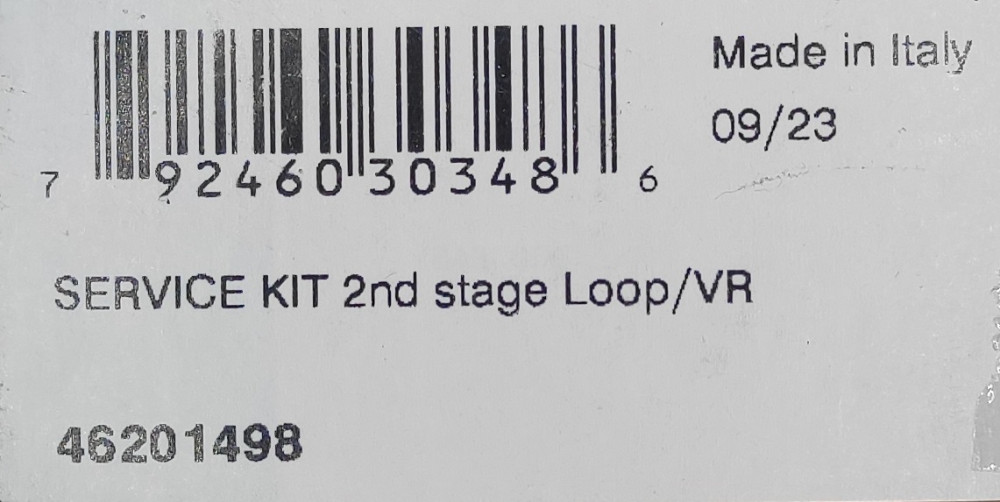 Made in Italy
09/23
7 92460 30348 6
SERVICE KIT 2nd stage Loop/VR
46201498